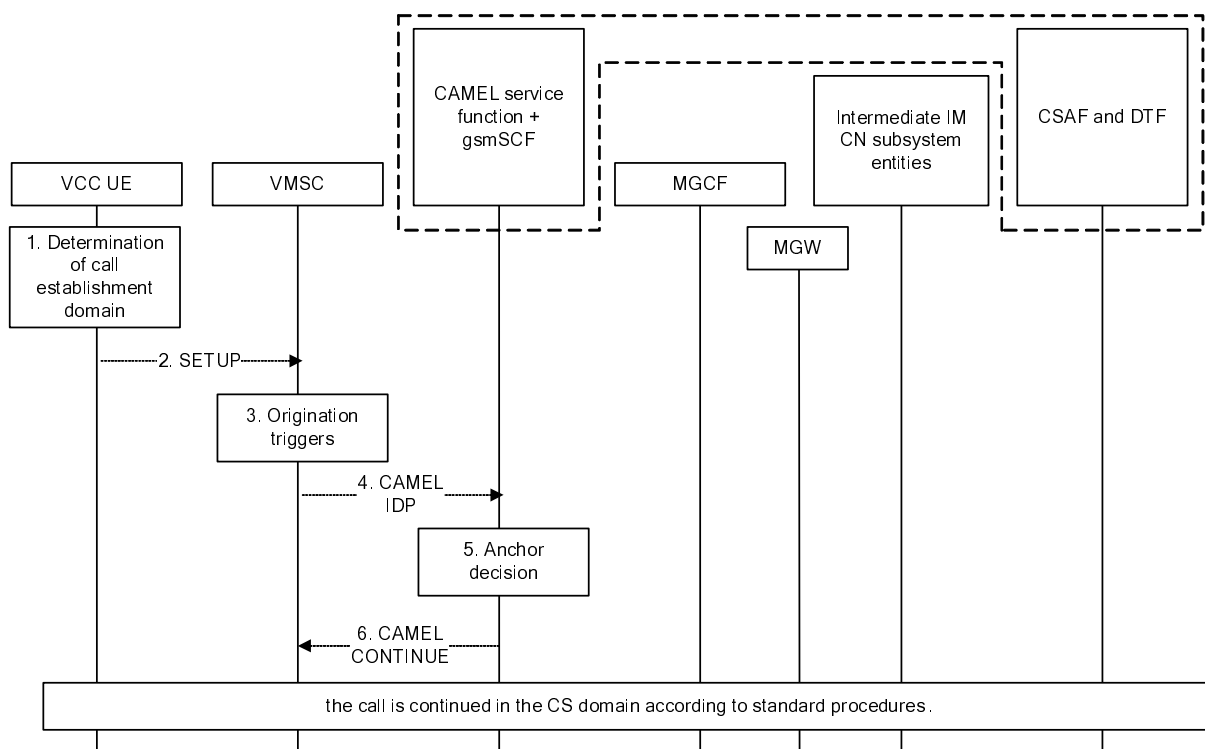 CAMEL service
function +
gsmSCF
Intermediate IM
CN subsystem
entities
CSAF and DTF
VCC UE
VMSC
MGCF
MGW
1. Determination
of call
establishment
domain
2. SETUP
3. Origination
triggers
4. CAMEL
IDP
5. Anchor
decision
6. CAMEL
CONTINUE
the call is continued in the CS domain according to standard procedures.